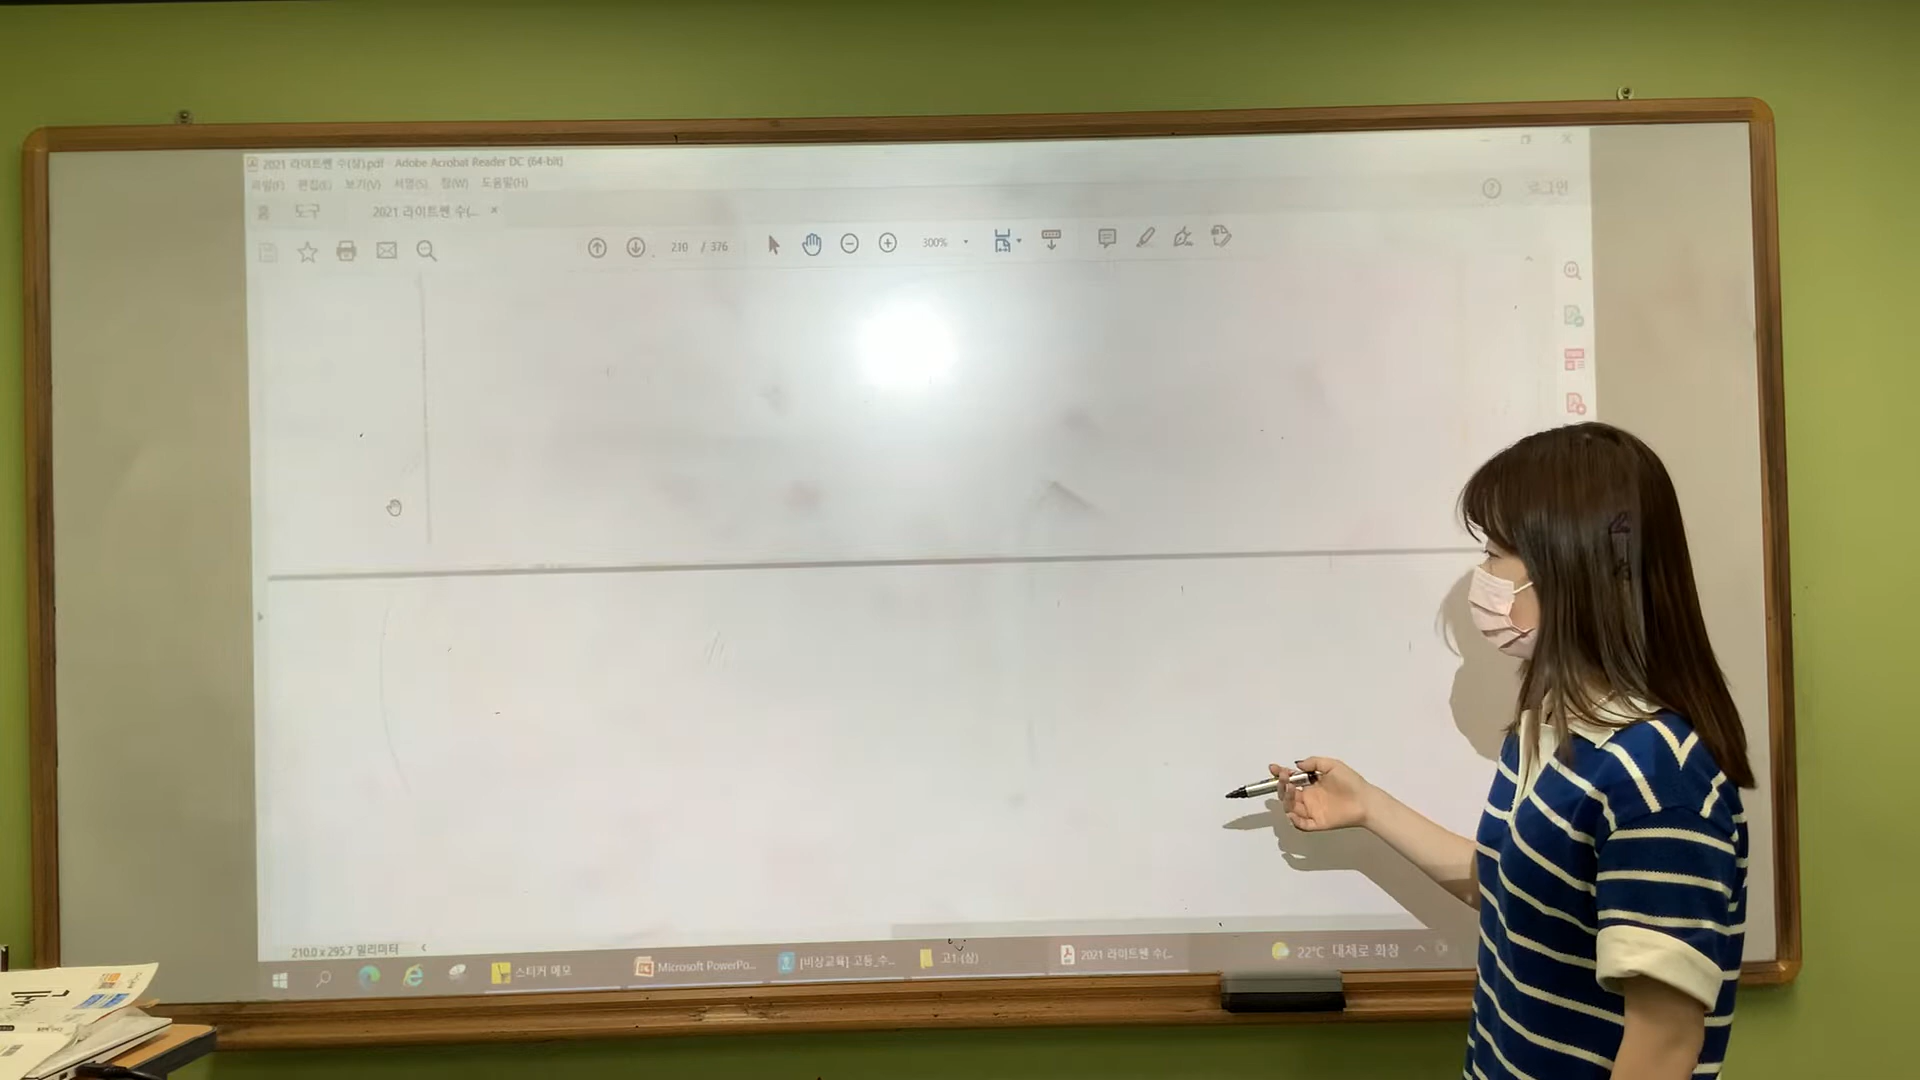 2021 라이트쎈 수(상).pdf - Adobe Acrobat Reader DC (64-bit)
파일(F) 편집(E) 보기(V) 서명(S) 창(W) 도움말(H)
홈 도구 2021 라이트쎈 수(... ×
로그인
210 / 376
300%
210.0 x 295.7 밀리미터
스티커 메모
Microsoft PowerPo...
[비상교육] 고등_수...
고1 (상)
2021 라이트쎈 수(...
22°C 대체로 화창
쎈